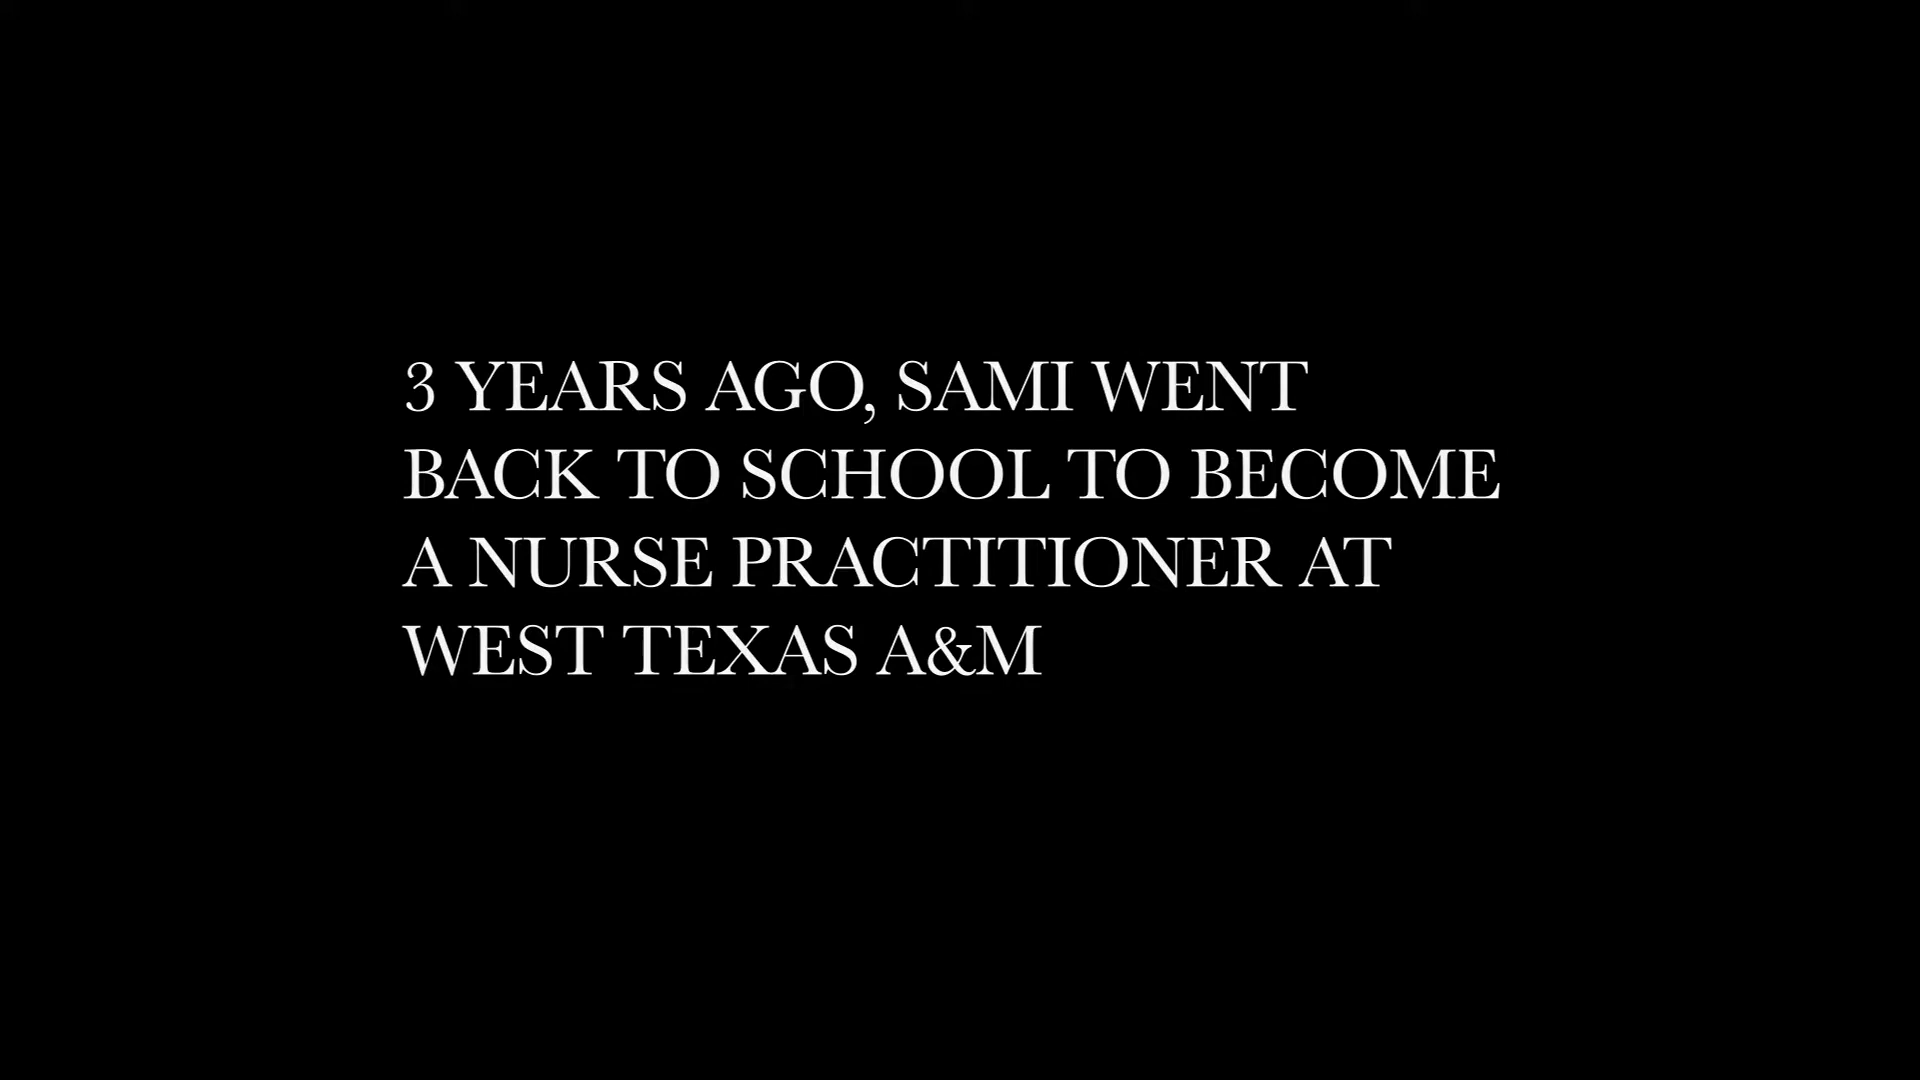 3 YEARS AGO, SAMI WENT
BACK TO SCHOOL TO BECOME
A NURSE PRACTITIONER AT
WEST TEXAS A&M